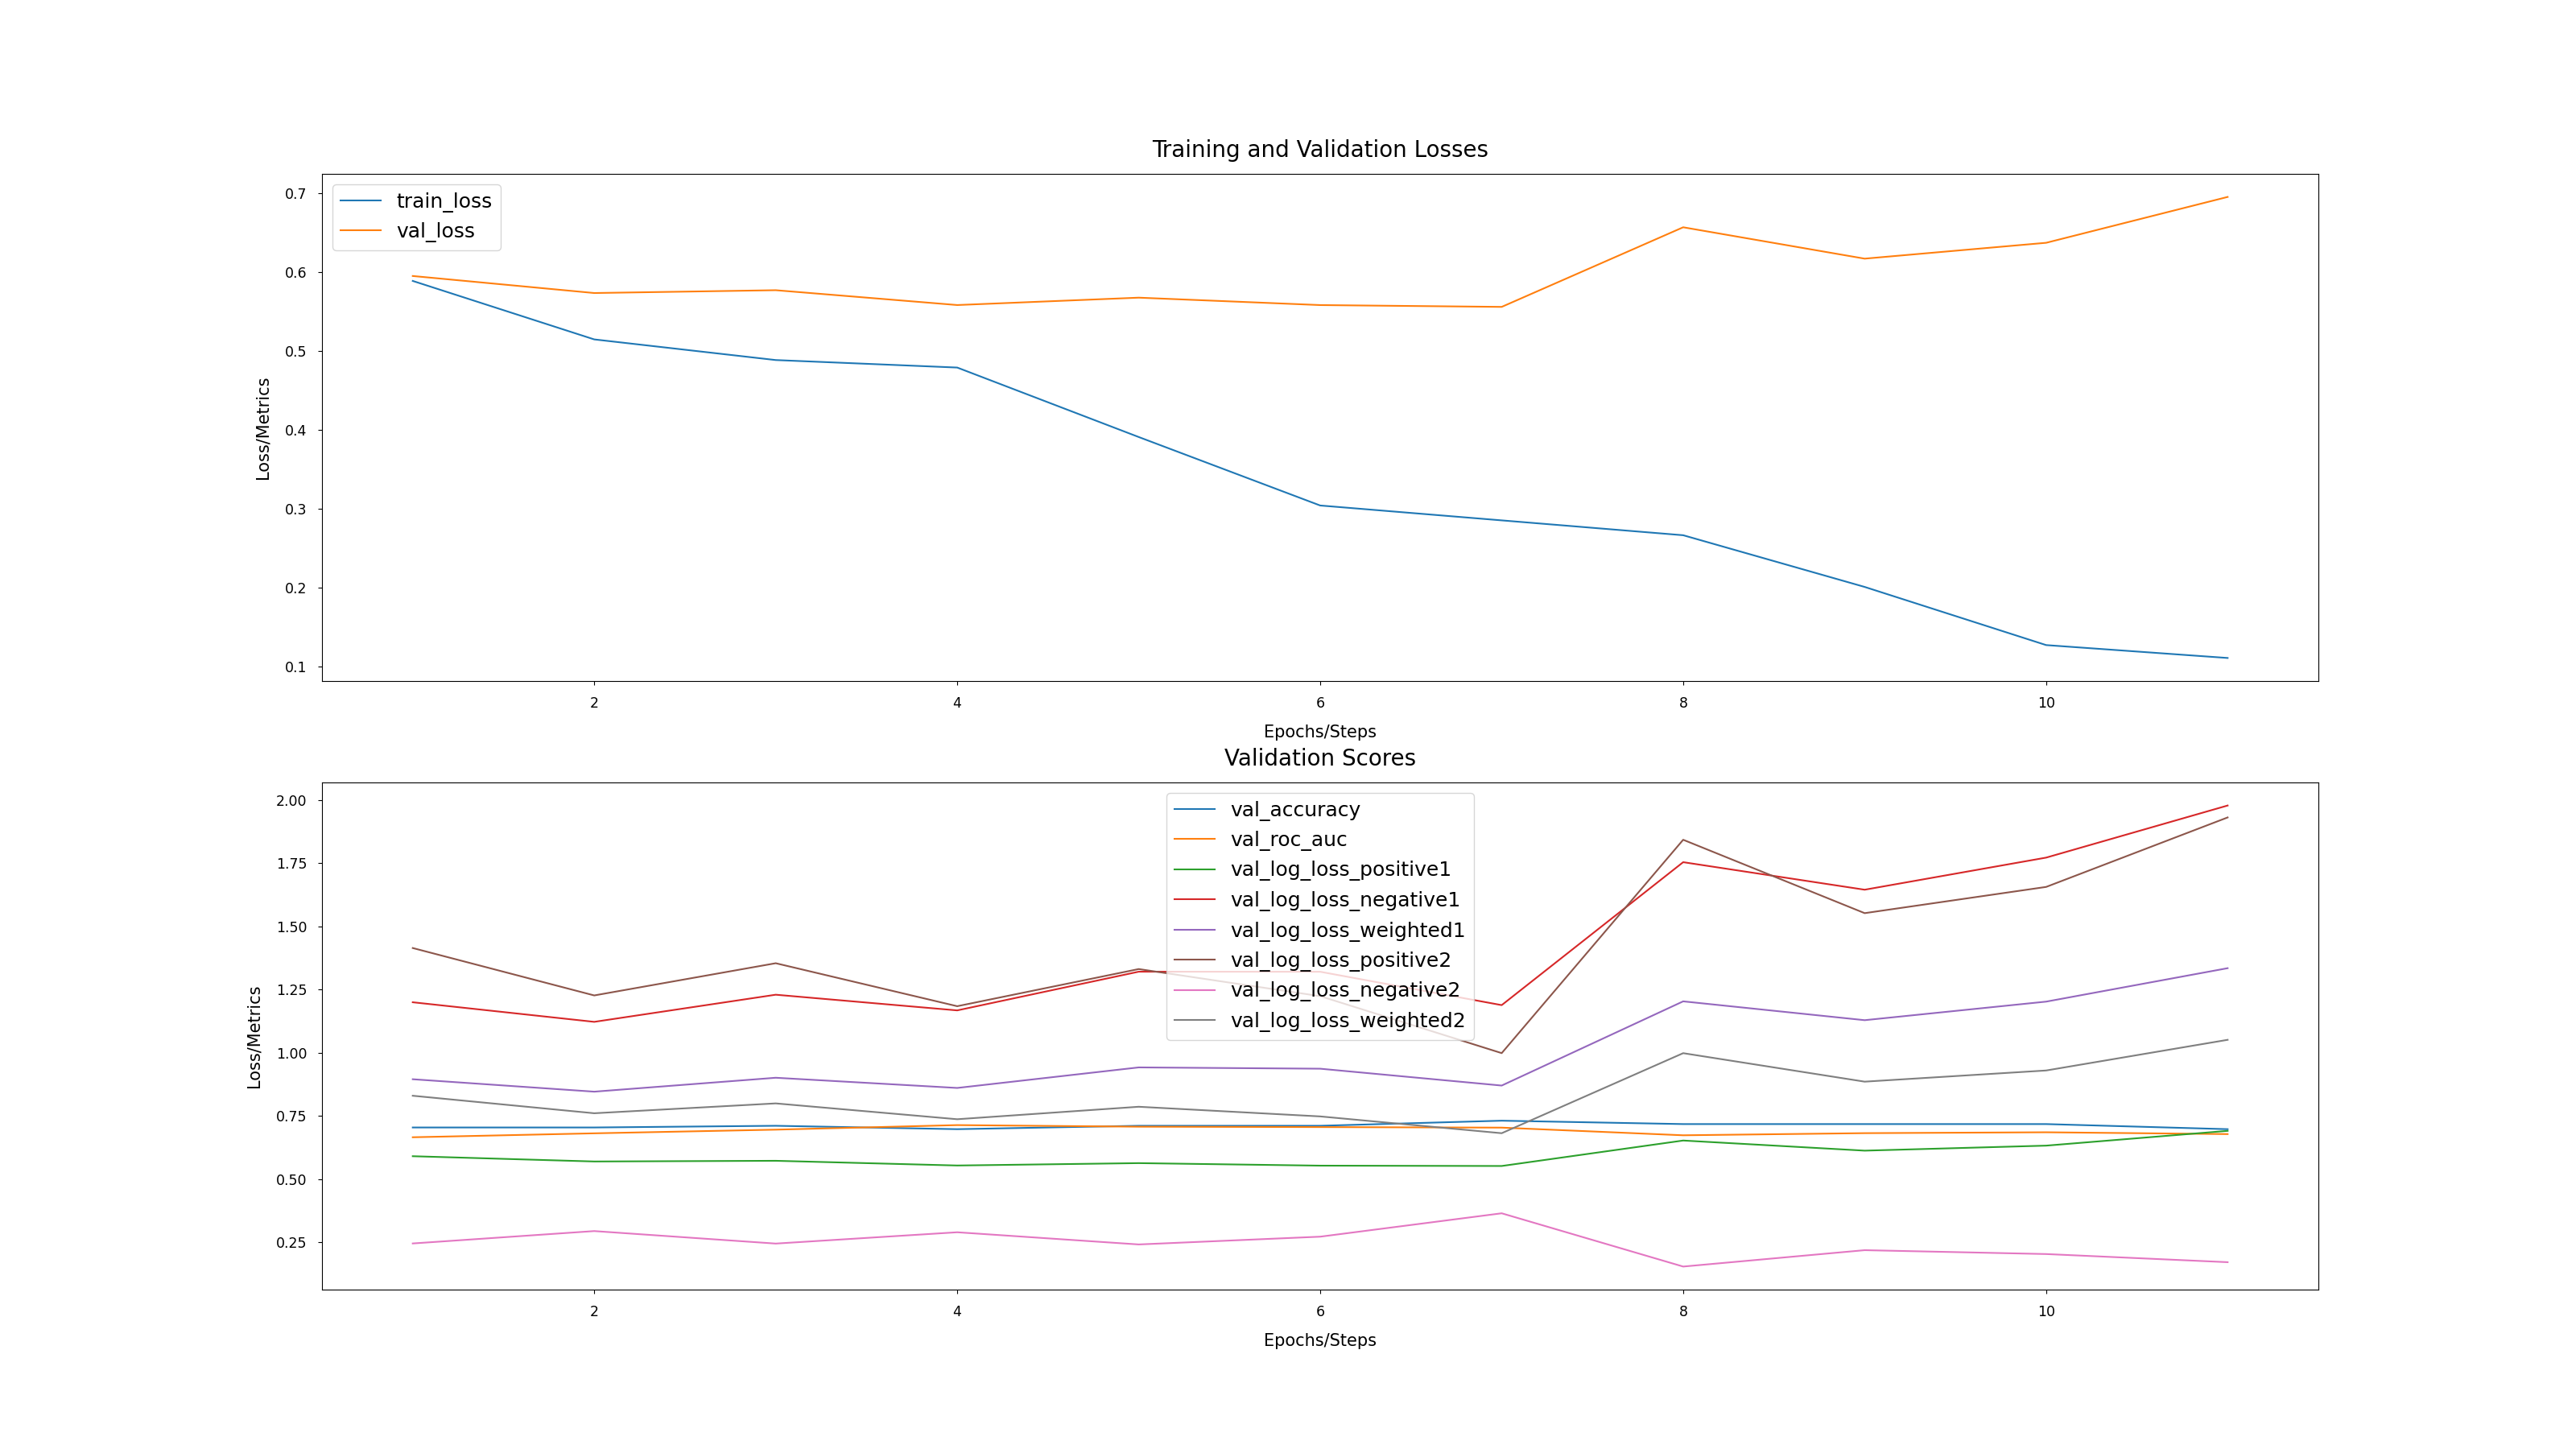 Training and Validation Losses
train_loss
val_loss
0.7
0.6
0.5
0.4
0.3
0.2
0.1
Loss/Metrics
2 4 6 8 10
Epochs/Steps
Validation Scores
val_accuracy
val_roc_auc
val_log_loss_positive1
val_log_loss_negative1
val_log_loss_weighted1
val_log_loss_positive2
val_log_loss_negative2
val_log_loss_weighted2
2.00
1.75
1.50
1.25
1.00
0.75
0.50
0.25
Loss/Metrics
2 4 6 8 10
Epochs/Steps